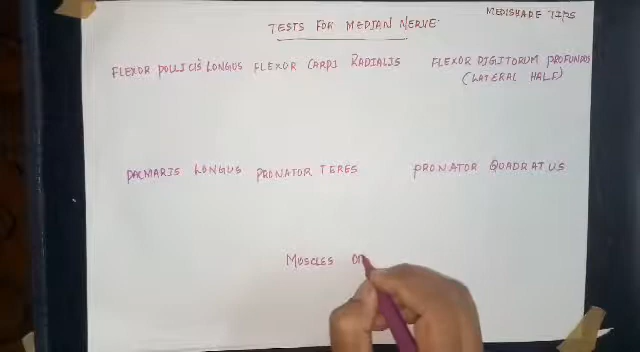 MEDISHADE TIPS
TESTS FOR MEDIAN NERVE
FLEXOR POLLICIS LONGUS FLEXOR CARPI RADIALIS FLEXOR DIGITORUM PROFUNDUS
(LATERAL HALF)
PALMARIS LONGUS PRONATOR TERES PRONATOR QUADRATUS
MUSCLES OF